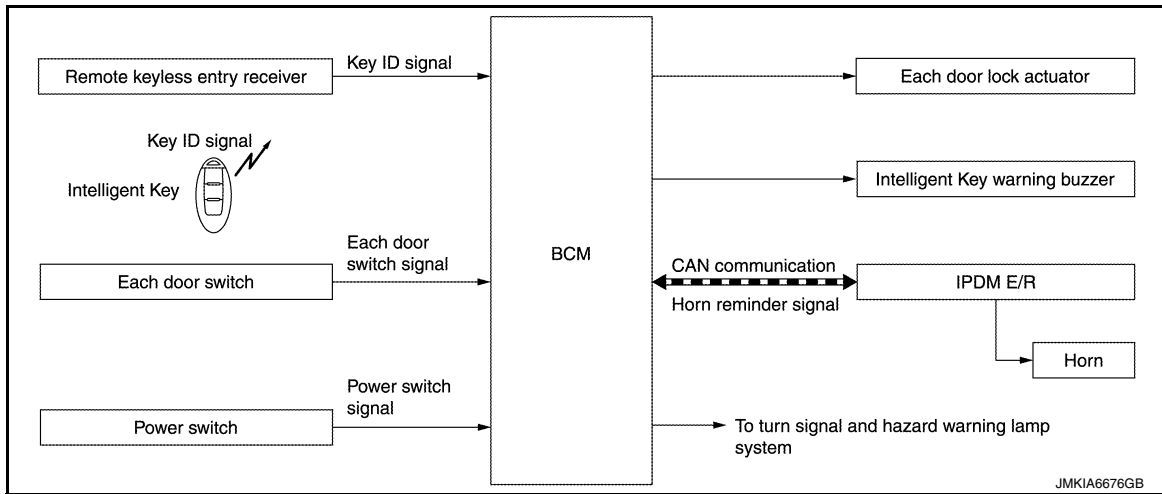 Remote keyless entry receiver
Key ID signal
Each door lock actuator
Key ID signal
Intelligent Key
Intelligent Key warning buzzer
Each door
switch signal
Each door switch
BCM
CAN communication
Horn reminder signal
IPDM E/R
Horn
Power switch
signal
Power switch
To turn signal and hazard warning lamp
system
JMKIA6676GB